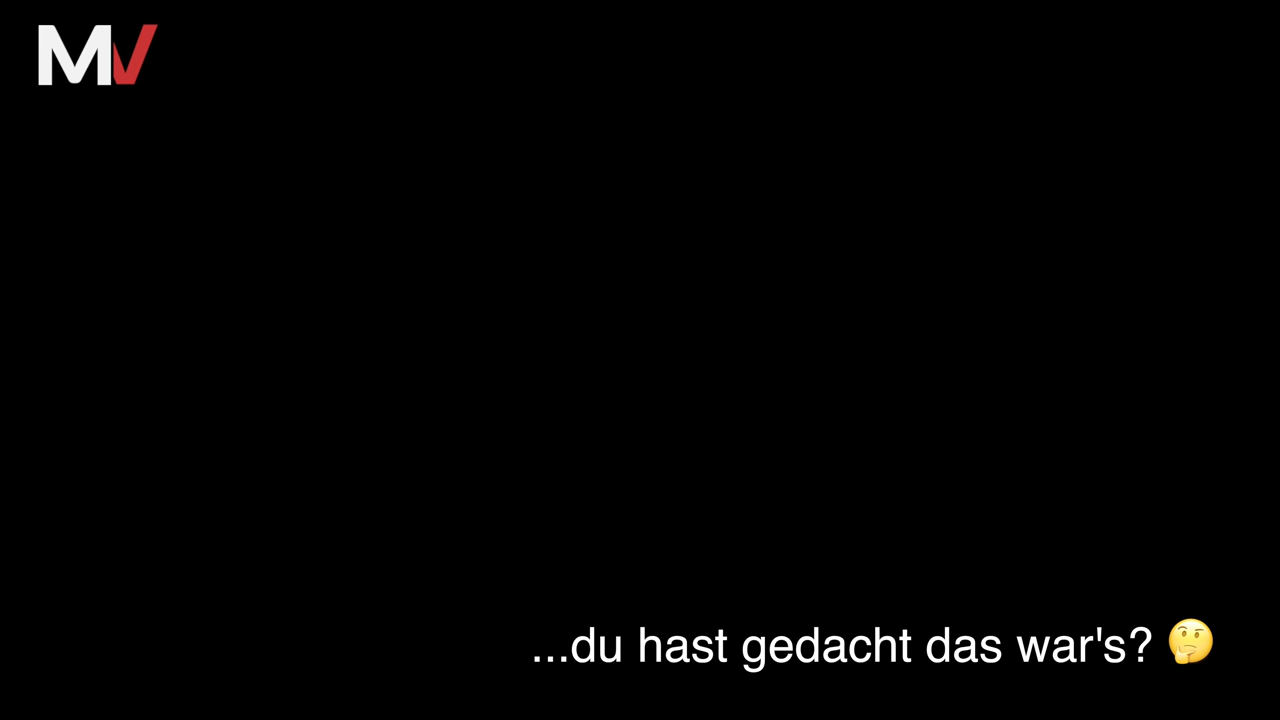 MV
...du hast gedacht das war's? 🤔